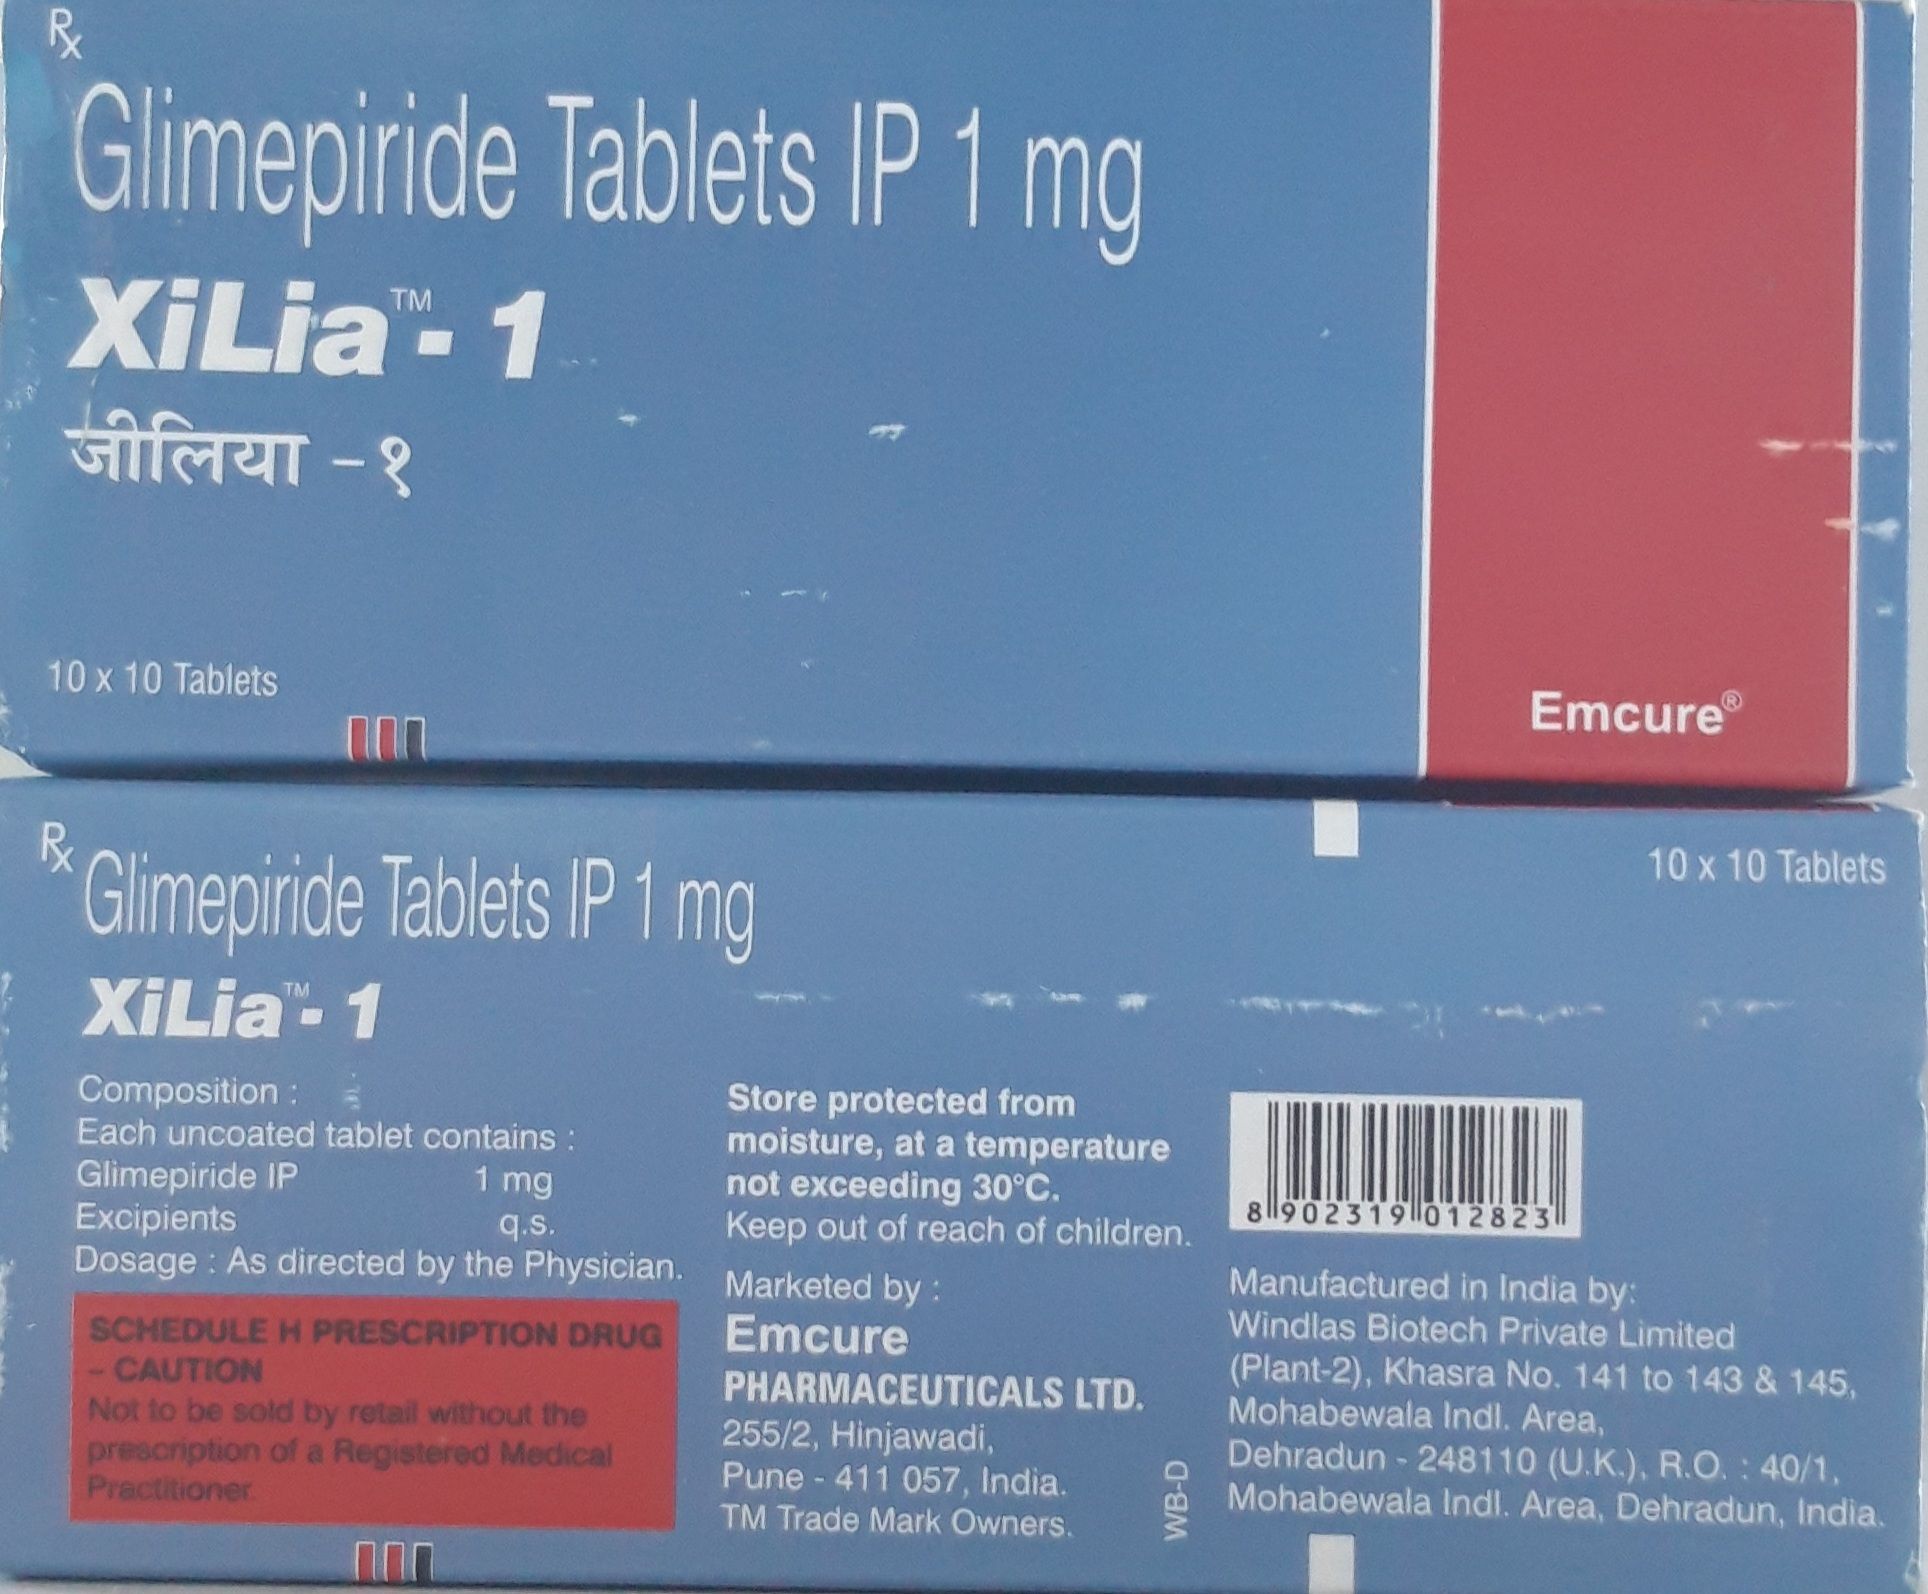 Rx
Glimepiride Tablets IP 1 mg
XiLia™- 1
जीलिया - १
10 x 10 Tablets
Emcure®
Rx
Glimepiride Tablets IP 1 mg
10 x 10 Tablets
XiLia™- 1
Composition :
Each uncoated tablet contains :
Glimepiride IP 1 mg
Excipients q.s.
Dosage : As directed by the Physician.
SCHEDULE H PRESCRIPTION DRUG
- CAUTION
Not to be sold by retail without the
prescription of a Registered Medical
Practitioner.
Store protected from
moisture, at a temperature
not exceeding 30°C.
Keep out of reach of children.
Marketed by :
Emcure
PHARMACEUTICALS LTD.
255/2, Hinjawadi,
Pune - 411 057, India.
TM Trade Mark Owners.
WB-D
8 902319 012823
Manufactured in India by:
Windlas Biotech Private Limited
(Plant-2), Khasra No. 141 to 143 & 145,
Mohabewala Indl. Area,
Dehradun - 248110 (U.K.), R.O. : 40/1,
Mohabewala Indl. Area, Dehradun, India.